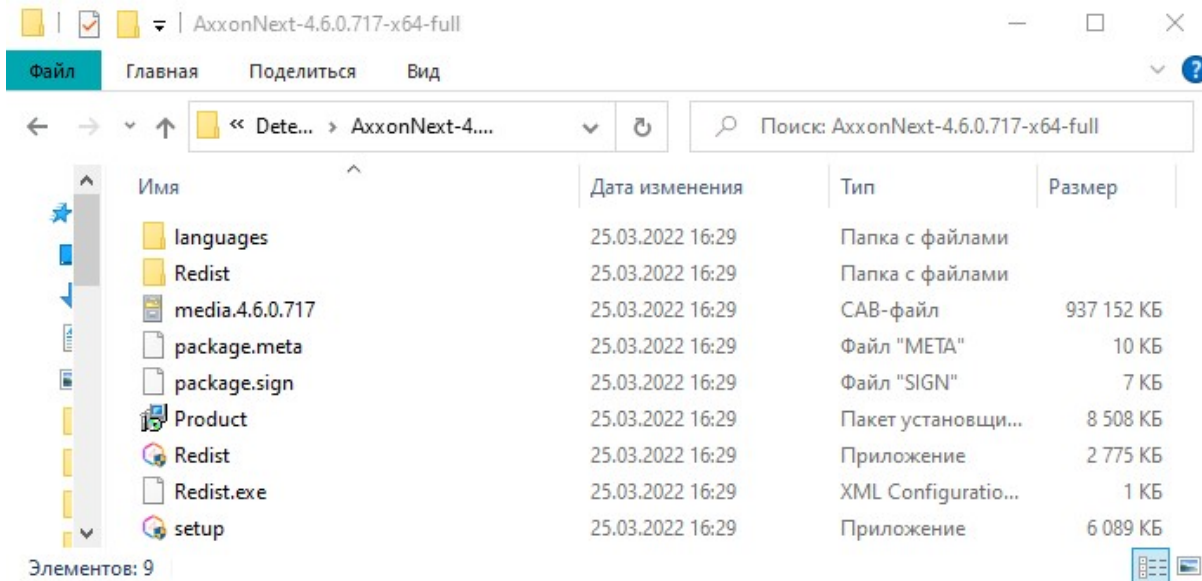 AxxonNext-4.6.0.717-x64-full
Файл Главная Поделиться Вид
« Dete... › AxxonNext-4.... Поиск: AxxonNext-4.6.0.717-x64-full
Имя Дата изменения Тип Размер
languages 25.03.2022 16:29 Папка с файлами
Redist 25.03.2022 16:29 Папка с файлами
media.4.6.0.717 25.03.2022 16:29 CAB-файл 937 152 КБ
package.meta 25.03.2022 16:29 Файл "META" 10 КБ
package.sign 25.03.2022 16:29 Файл "SIGN" 7 КБ
Product 25.03.2022 16:29 Пакет установщи... 8 508 КБ
Redist 25.03.2022 16:29 Приложение 2 775 КБ
Redist.exe 25.03.2022 16:29 XML Configuratio... 1 КБ
setup 25.03.2022 16:29 Приложение 6 089 КБ
Элементов: 9